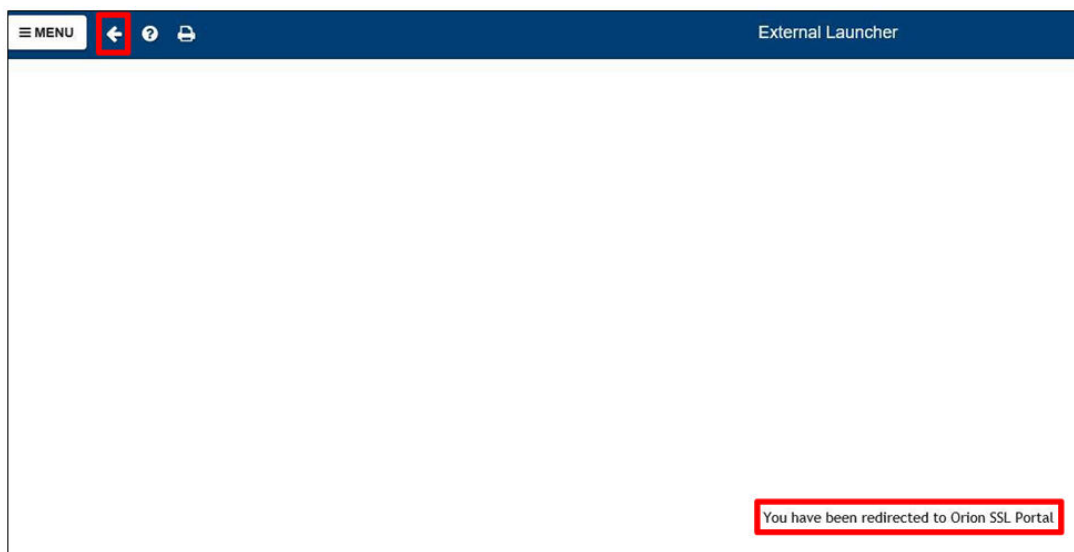 MENU
External Launcher
You have been redirected to Orion SSL Portal